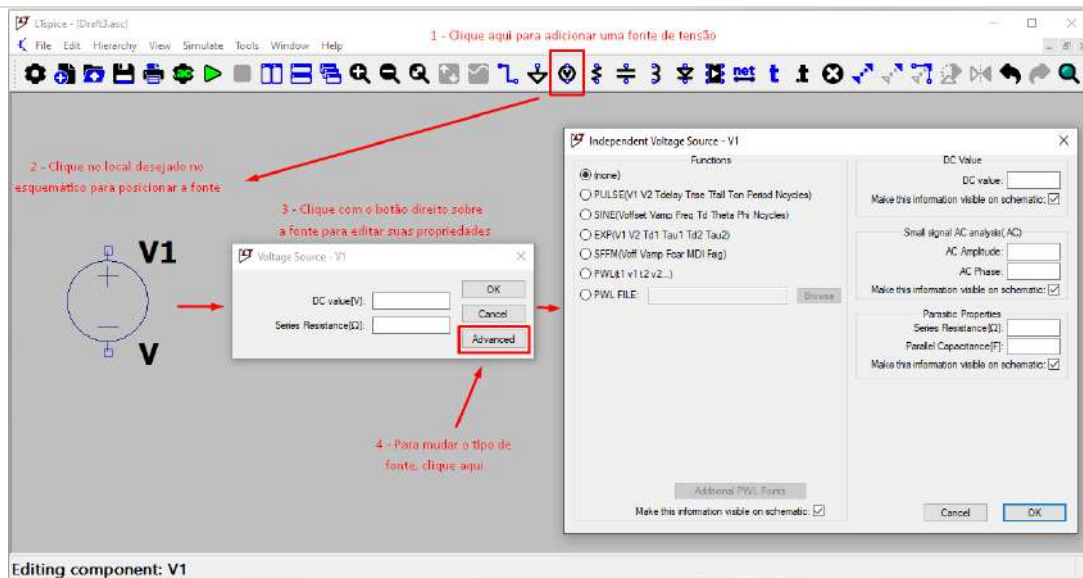 LTspice - [Draft3.asc]
File Edit Hierarchy View Simulate Tools Window Help
1 - Clique aqui para adicionar uma fonte de tensão
net t t
2 - Clique no local desejado no
esquemático para posicionar a fonte
3 - Clique com o botão direito sobre
a fonte para editar suas propriedades
V1
V
Voltage Source - V1
DC value[V]:
Series Resistance[Ω]:
OK
Cancel
Advanced
4 - Para mudar o tipo de
fonte, clique aqui
Independent Voltage Source - V1
Functions
(none)
PULSE(V1 V2 Tdelay Trise Tfall Ton Period Ncycles)
SINE(Voffset Vamp Freq Td Theta Phi Ncycles)
EXP(V1 V2 Td1 Tau1 Td2 Tau2)
SFFM(Voff Vamp Fcar MDI Fsig)
PWL(t1 v1 t2 v2...)
PWL FILE:
Browse
Additional PWL Points
Make this information visible on schematic:
DC Value
DC value:
Make this information visible on schematic:
Small signal AC analysis(.AC)
AC Amplitude:
AC Phase:
Make this information visible on schematic:
Parasitic Properties
Series Resistance[Ω]:
Parallel Capacitance[F]:
Make this information visible on schematic:
Cancel
OK
Editing component: V1